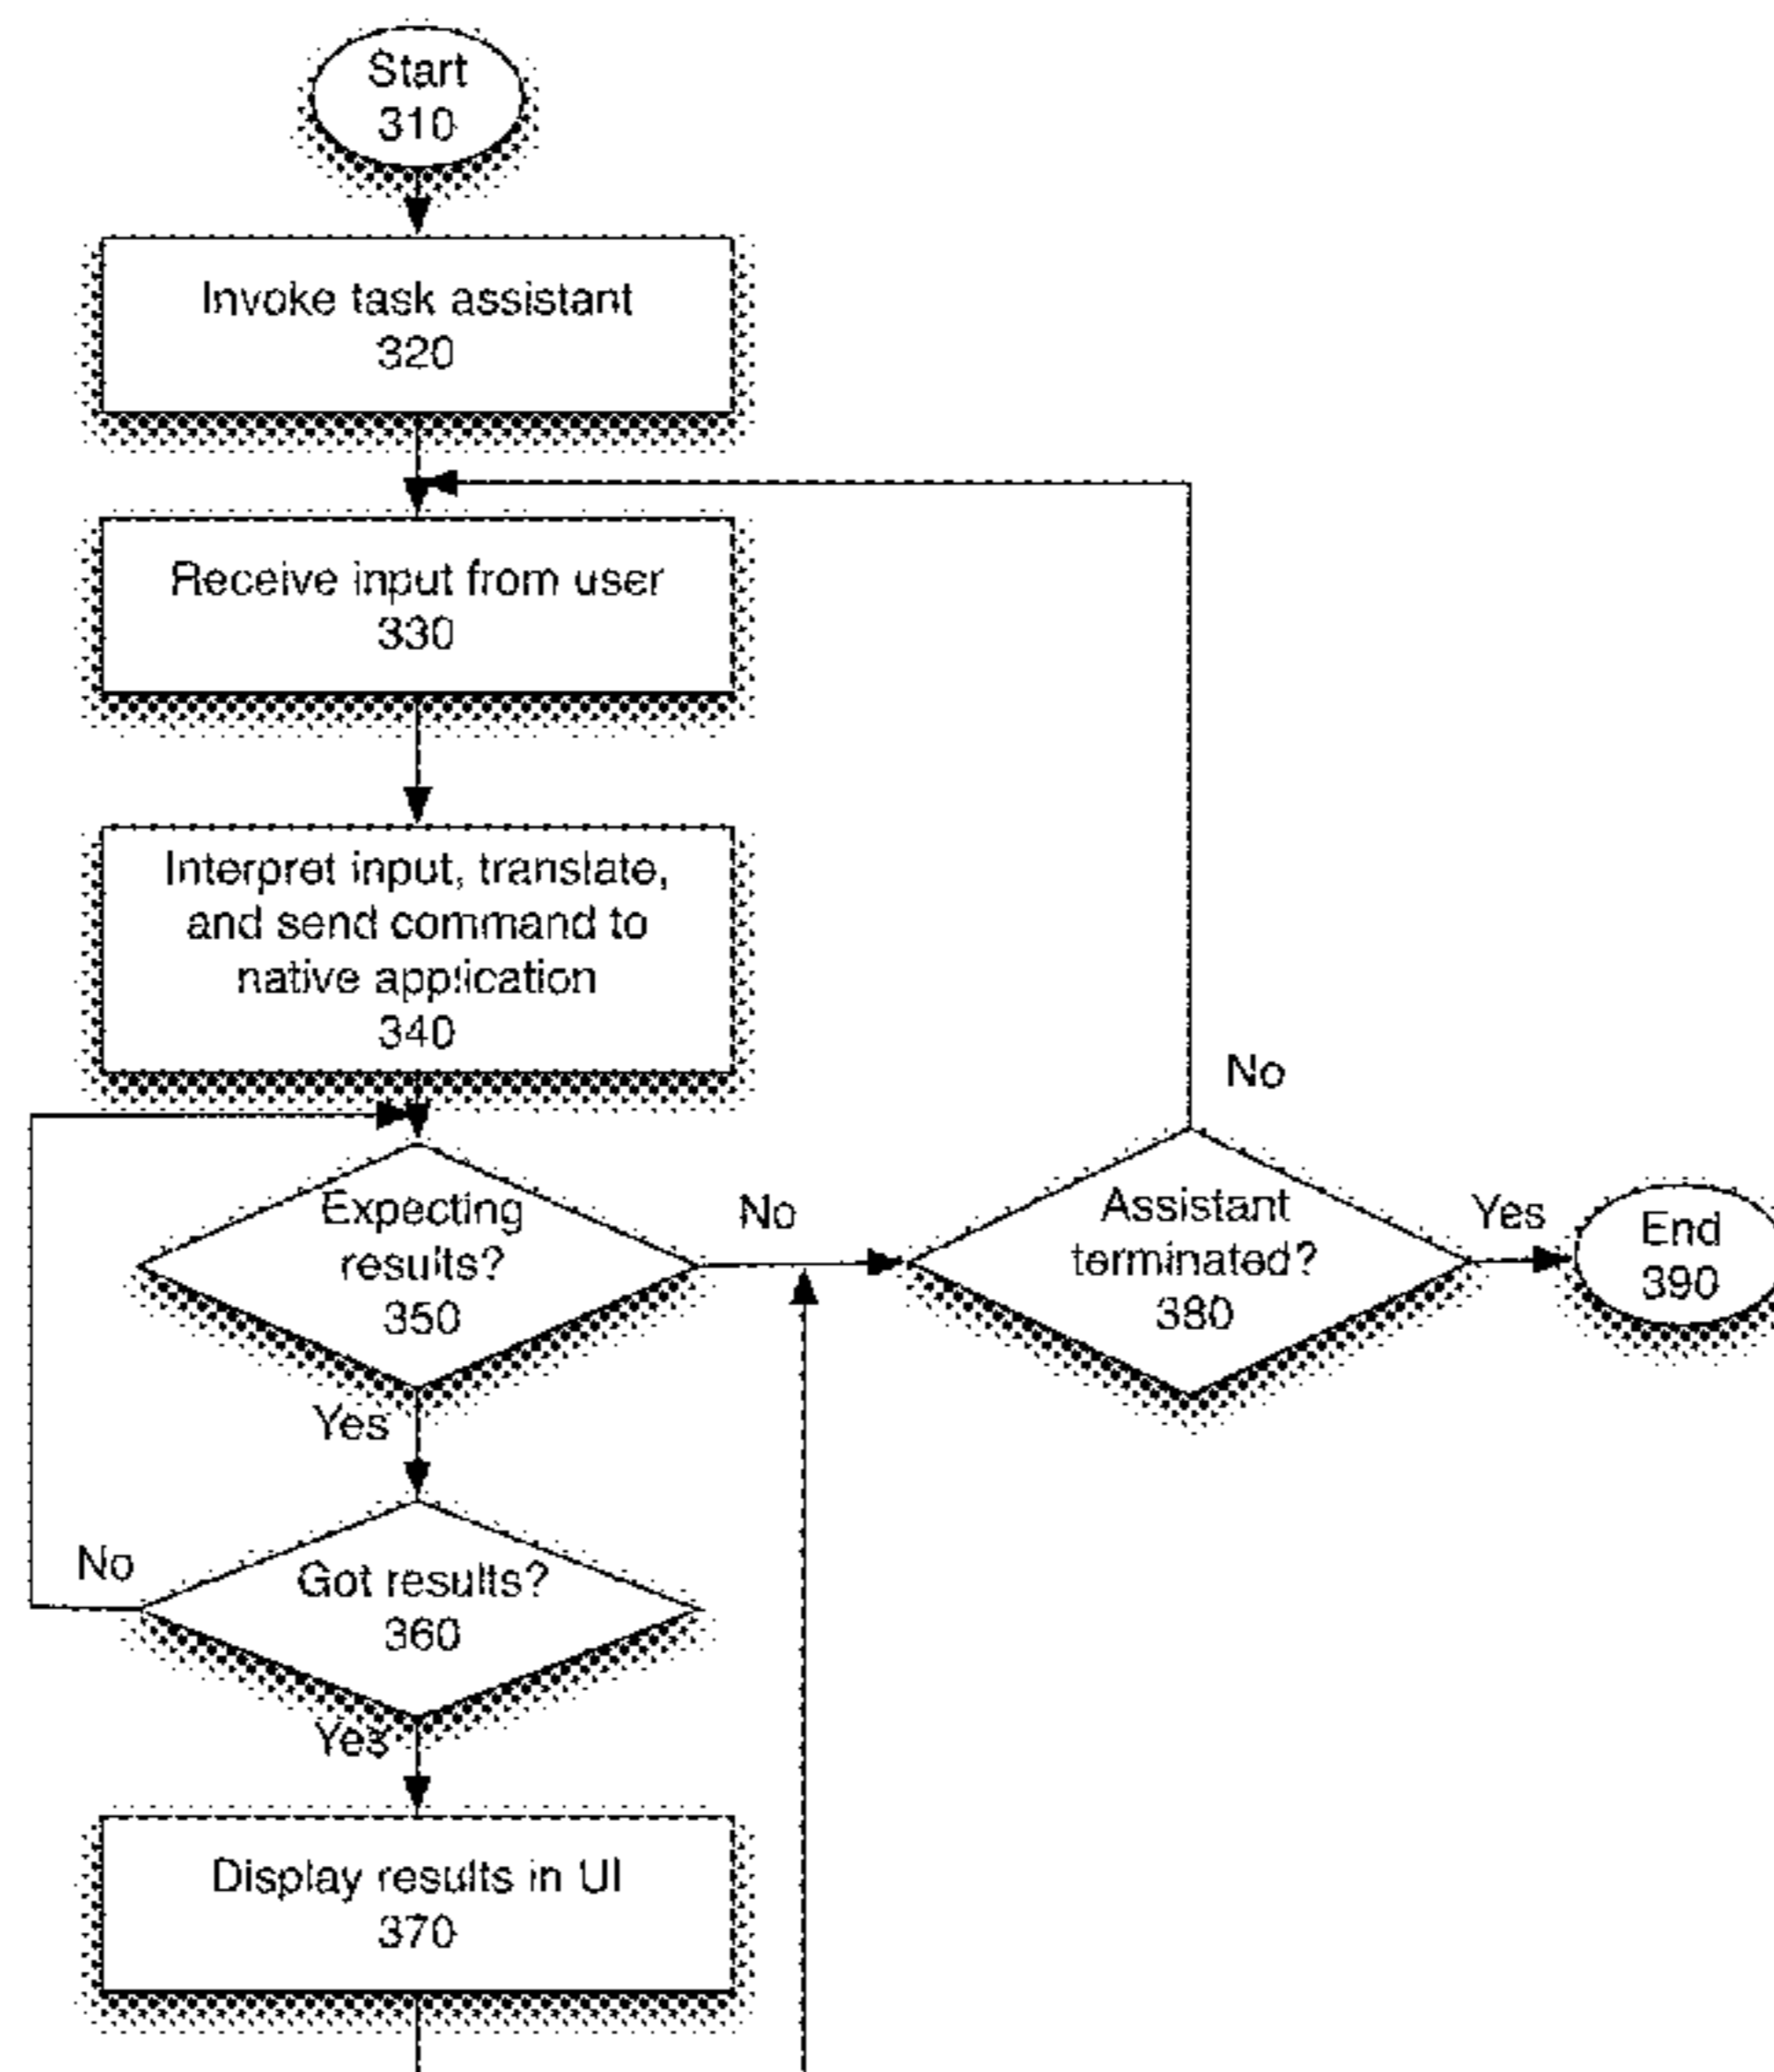 Start
310
Invoke task assistant
320
Receive input from user
330
Interpret input, translate,
and send command to
native application
340
No
Expecting
results?
350
No
Assistant
terminated?
380
Yes
End
390
Yes
No
Got results?
360
Yes
Display results in UI
370